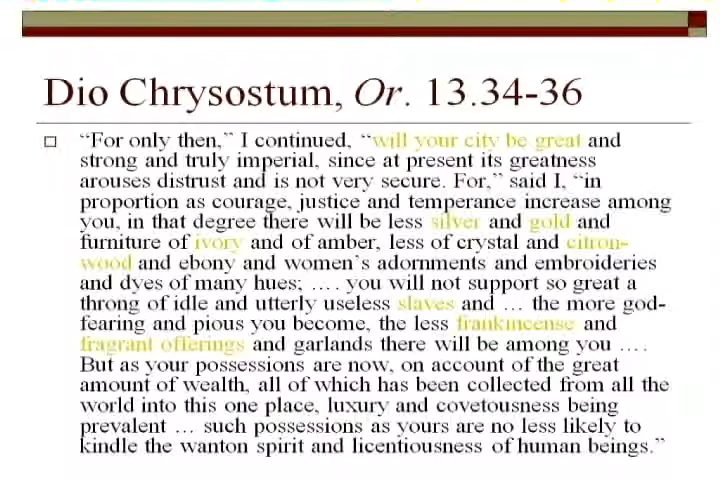 Dio Chrysostum, Or. 13.34-36
“For only then,” I continued, “will your city be great and
strong and truly imperial, since at present its greatness
arouses distrust and is not very secure. For,” said I, “in
proportion as courage, justice and temperance increase among
you, in that degree there will be less silver and gold and
furniture of ivory and of amber, less of crystal and citron-
wood and ebony and women’s adornments and embroideries
and dyes of many hues; .... you will not support so great a
throng of idle and utterly useless slaves and ... the more god-
fearing and pious you become, the less frankincense and
fragrant offerings and garlands there will be among you ....
But as your possessions are now, on account of the great
amount of wealth, all of which has been collected from all the
world into this one place, luxury and covetousness being
prevalent ... such possessions as yours are no less likely to
kindle the wanton spirit and licentiousness of human beings.”